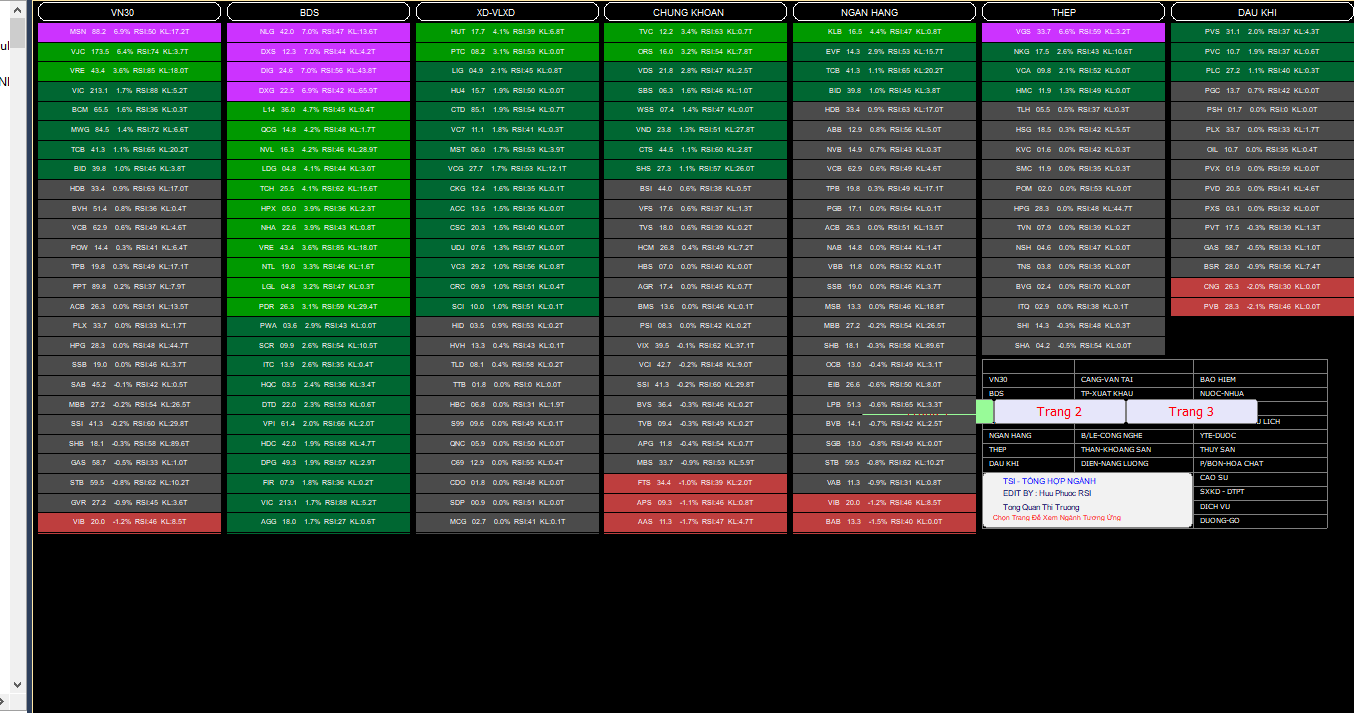 VN30
MSN 88.2 6.9% RSI:50 KL:17.2T
VJC 173.5 6.4% RSI:74 KL:3.7T
VRE 43.4 3.6% RSI:85 KL:18.0T
VIC 213.1 1.7% RSI:88 KL:5.2T
BCM 65.5 1.6% RSI:36 KL:0.3T
MWG 84.5 1.4% RSI:72 KL:6.6T
TCB 41.3 1.1% RSI:65 KL:20.2T
BID 39.8 1.0% RSI:45 KL:3.8T
HDB 33.4 0.9% RSI:63 KL:17.0T
BVH 51.4 0.8% RSI:36 KL:0.4T
VCB 62.9 0.6% RSI:49 KL:4.6T
POW 14.4 0.3% RSI:41 KL:6.4T
TPB 19.8 0.3% RSI:49 KL:17.1T
FPT 89.8 0.2% RSI:37 KL:7.9T
ACB 26.3 0.0% RSI:51 KL:13.5T
PLX 33.7 0.0% RSI:33 KL:1.7T
HPG 28.3 0.0% RSI:48 KL:44.7T
SSB 19.0 0.0% RSI:46 KL:3.7T
SAB 45.2 -0.1% RSI:42 KL:0.5T
MBB 27.2 -0.2% RSI:54 KL:26.5T
SSI 41.3 -0.2% RSI:60 KL:29.8T
SHB 18.1 -0.3% RSI:58 KL:89.6T
GAS 58.7 -0.5% RSI:33 KL:1.0T
STB 59.5 -0.8% RSI:62 KL:10.2T
GVR 27.2 -0.9% RSI:45 KL:3.6T
VIB 20.0 -1.2% RSI:46 KL:8.5T
BDS
NLG 42.0 7.0% RSI:47 KL:13.6T
DXS 12.3 7.0% RSI:44 KL:4.2T
DIG 24.6 7.0% RSI:56 KL:43.8T
DXG 22.5 6.9% RSI:42 KL:65.9T
L14 36.0 4.7% RSI:45 KL:0.4T
QCG 14.8 4.2% RSI:48 KL:1.7T
NVL 16.3 4.2% RSI:46 KL:28.9T
LDG 04.8 4.1% RSI:44 KL:3.0T
TCH 25.5 4.1% RSI:62 KL:15.6T
HPX 05.0 3.9% RSI:36 KL:2.3T
NHA 22.6 3.9% RSI:43 KL:0.8T
VRE 43.4 3.6% RSI:85 KL:18.0T
NTL 19.0 3.3% RSI:46 KL:1.6T
LGL 04.8 3.2% RSI:47 KL:0.3T
PDR 26.3 3.1% RSI:59 KL:29.4T
PWA 03.6 2.9% RSI:43 KL:0.0T
SCR 09.9 2.6% RSI:54 KL:10.5T
ITC 13.9 2.6% RSI:35 KL:0.4T
HQC 03.5 2.4% RSI:36 KL:3.4T
DTD 22.0 2.3% RSI:53 KL:0.6T
VPI 61.4 2.0% RSI:66 KL:2.0T
HDC 42.0 1.9% RSI:68 KL:4.7T
DPG 49.3 1.9% RSI:57 KL:2.9T
FIR 07.9 1.8% RSI:36 KL:0.2T
VIC 213.1 1.7% RSI:88 KL:5.2T
AGG 18.0 1.7% RSI:27 KL:0.6T
XD-VLXD
HUT 17.7 4.1% RSI:39 KL:6.8T
PTC 08.2 3.1% RSI:53 KL:0.0T
LIG 04.9 2.1% RSI:45 KL:0.8T
HU4 15.7 1.9% RSI:50 KL:0.0T
CTD 85.1 1.9% RSI:54 KL:0.7T
VC7 11.1 1.8% RSI:41 KL:0.3T
MST 06.0 1.7% RSI:53 KL:3.9T
VCG 27.7 1.7% RSI:53 KL:12.1T
CKG 12.4 1.6% RSI:35 KL:0.1T
ACC 13.5 1.5% RSI:35 KL:0.0T
CSC 20.3 1.5% RSI:40 KL:0.0T
UDJ 07.6 1.3% RSI:57 KL:0.0T
VC3 29.2 1.0% RSI:56 KL:0.8T
CRC 09.9 1.0% RSI:51 KL:0.4T
SCI 10.0 1.0% RSI:51 KL:0.1T
HID 03.5 0.9% RSI:53 KL:0.2T
HVH 13.3 0.4% RSI:43 KL:0.1T
TLD 08.1 0.4% RSI:58 KL:0.2T
TTB 01.8 0.0% RSI:0 KL:0.0T
HBC 06.8 0.0% RSI:31 KL:1.9T
S99 09.6 0.0% RSI:49 KL:0.1T
QNC 05.9 0.0% RSI:50 KL:0.0T
C69 12.9 0.0% RSI:55 KL:0.4T
CDO 01.8 0.0% RSI:48 KL:0.0T
SDP 00.9 0.0% RSI:51 KL:0.0T
MCG 02.7 0.0% RSI:41 KL:0.1T
CHUNG KHOAN
TVC 12.2 3.4% RSI:63 KL:0.7T
ORS 16.0 3.2% RSI:54 KL:7.8T
VDS 21.8 2.8% RSI:47 KL:2.5T
SBS 06.3 1.6% RSI:46 KL:1.0T
WSS 07.4 1.4% RSI:47 KL:0.0T
VND 23.8 1.3% RSI:51 KL:27.8T
CTS 44.5 1.1% RSI:60 KL:2.8T
SHS 27.3 1.1% RSI:57 KL:26.0T
BSI 44.0 0.6% RSI:38 KL:0.5T
VFS 17.6 0.6% RSI:37 KL:1.3T
TVS 18.0 0.6% RSI:39 KL:0.2T
HCM 26.8 0.4% RSI:49 KL:7.2T
HBS 07.0 0.0% RSI:40 KL:0.0T
AGR 17.4 0.0% RSI:45 KL:0.7T
BMS 13.6 0.0% RSI:46 KL:0.1T
PSI 08.3 0.0% RSI:42 KL:0.2T
VIX 39.5 -0.1% RSI:62 KL:37.1T
VCI 42.7 -0.2% RSI:48 KL:9.0T
SSI 41.3 -0.2% RSI:60 KL:29.8T
BVS 36.4 -0.3% RSI:46 KL:0.2T
TVB 09.4 -0.3% RSI:49 KL:0.2T
APG 11.8 -0.4% RSI:54 KL:0.7T
MBS 33.7 -0.9% RSI:53 KL:5.9T
FTS 34.4 -1.0% RSI:39 KL:2.0T
APS 09.3 -1.1% RSI:46 KL:0.8T
AAS 11.3 -1.7% RSI:47 KL:4.7T
NGAN HANG
KLB 16.5 4.4% RSI:47 KL:0.8T
EVF 14.3 2.9% RSI:53 KL:15.7T
TCB 41.3 1.1% RSI:65 KL:20.2T
BID 39.8 1.0% RSI:45 KL:3.8T
HDB 33.4 0.9% RSI:63 KL:17.0T
ABB 12.9 0.8% RSI:56 KL:5.0T
NVB 14.9 0.7% RSI:43 KL:0.3T
VCB 62.9 0.6% RSI:49 KL:4.6T
TPB 19.8 0.3% RSI:49 KL:17.1T
PGB 17.1 0.0% RSI:64 KL:0.1T
ACB 26.3 0.0% RSI:51 KL:13.5T
NAB 14.8 0.0% RSI:44 KL:1.4T
VBB 11.8 0.0% RSI:52 KL:0.1T
SSB 19.0 0.0% RSI:46 KL:3.7T
MSB 13.3 0.0% RSI:46 KL:18.8T
MBB 27.2 -0.2% RSI:54 KL:26.5T
SHB 18.1 -0.3% RSI:58 KL:89.6T
OCB 13.0 -0.4% RSI:49 KL:3.1T
EIB 26.6 -0.6% RSI:50 KL:8.0T
LPB 51.3 -0.6% RSI:65 KL:3.3T
BVB 14.1 -0.7% RSI:42 KL:2.5T
SGB 13.0 -0.8% RSI:49 KL:0.0T
STB 59.5 -0.8% RSI:62 KL:10.2T
VAB 11.3 -0.9% RSI:31 KL:0.8T
VIB 20.0 -1.2% RSI:46 KL:8.5T
BAB 13.3 -1.5% RSI:40 KL:0.0T
THEP
VGS 33.7 6.6% RSI:59 KL:3.2T
NKG 17.5 2.6% RSI:43 KL:10.6T
VCA 09.8 2.1% RSI:52 KL:0.0T
HMC 11.9 1.3% RSI:49 KL:0.0T
TLH 05.5 0.5% RSI:37 KL:0.3T
HSG 18.5 0.3% RSI:42 KL:5.5T
KVC 01.6 0.0% RSI:42 KL:0.0T
SMC 11.9 0.0% RSI:35 KL:0.3T
POM 02.0 0.0% RSI:53 KL:0.0T
HPG 28.3 0.0% RSI:48 KL:44.7T
TVN 07.9 0.0% RSI:39 KL:0.2T
NSH 04.6 0.0% RSI:47 KL:0.0T
TNS 03.8 0.0% RSI:35 KL:0.0T
BVG 02.4 0.0% RSI:70 KL:0.0T
ITQ 02.9 0.0% RSI:38 KL:0.1T
SHI 14.3 -0.3% RSI:48 KL:0.3T
SHA 04.2 -0.5% RSI:54 KL:0.0T
DAU KHI
PVS 31.1 2.0% RSI:37 KL:4.3T
PVC 10.7 1.9% RSI:37 KL:0.6T
PLC 27.2 1.1% RSI:40 KL:0.3T
PGC 13.7 0.7% RSI:42 KL:0.0T
PSH 01.7 0.0% RSI:0 KL:0.0T
PLX 33.7 0.0% RSI:33 KL:1.7T
OIL 10.7 0.0% RSI:35 KL:0.4T
PVX 01.9 0.0% RSI:59 KL:0.0T
PVD 20.5 0.0% RSI:41 KL:4.6T
PXS 03.1 0.0% RSI:32 KL:0.0T
PVT 17.5 -0.3% RSI:39 KL:1.3T
GAS 58.7 -0.5% RSI:33 KL:1.0T
BSR 28.0 -0.9% RSI:56 KL:7.4T
CNG 26.3 -2.0% RSI:30 KL:0.0T
PVB 28.3 -2.1% RSI:46 KL:0.0T
VN30 CANG-VAN TAI BAO HIEM
BDS TP-XUAT KHAU NUOC-NHUA
Trang 2 Trang 3
U LICH
NGAN HANG B/LE-CONG NGHE YTE-DUOC
THEP THAN-KHOANG SAN THUY SAN
DAU KHI DIEN-NANG LUONG P/BON-HOA CHAT
CAO SU
SXKD - DTPT
DICH VU
DUONG-GO
TSI - TỔNG HỢP NGÀNH
EDIT BY : Huu Phuoc RSI
Tong Quan Thi Truong
Chọn Trang Để Xem Ngành Tương Ứng